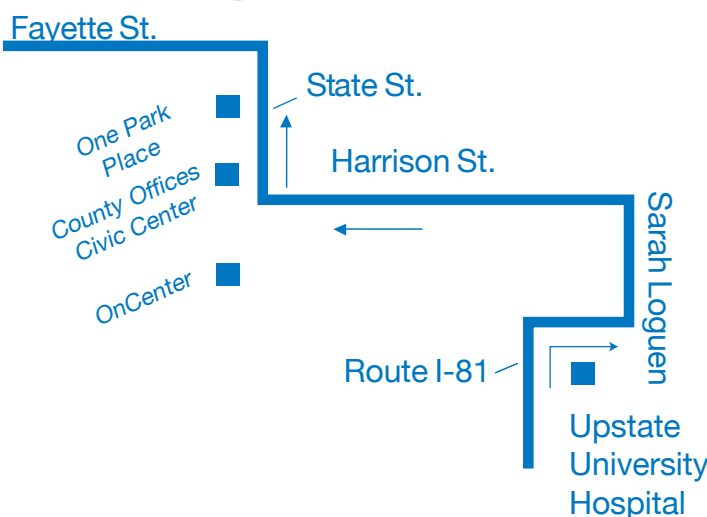 Fayette St.
State St.
One Park
Place
Harrison St.
County Offices
Civic Center
Sarah Loguen
OnCenter
Route I-81
Upstate
University
Hospital